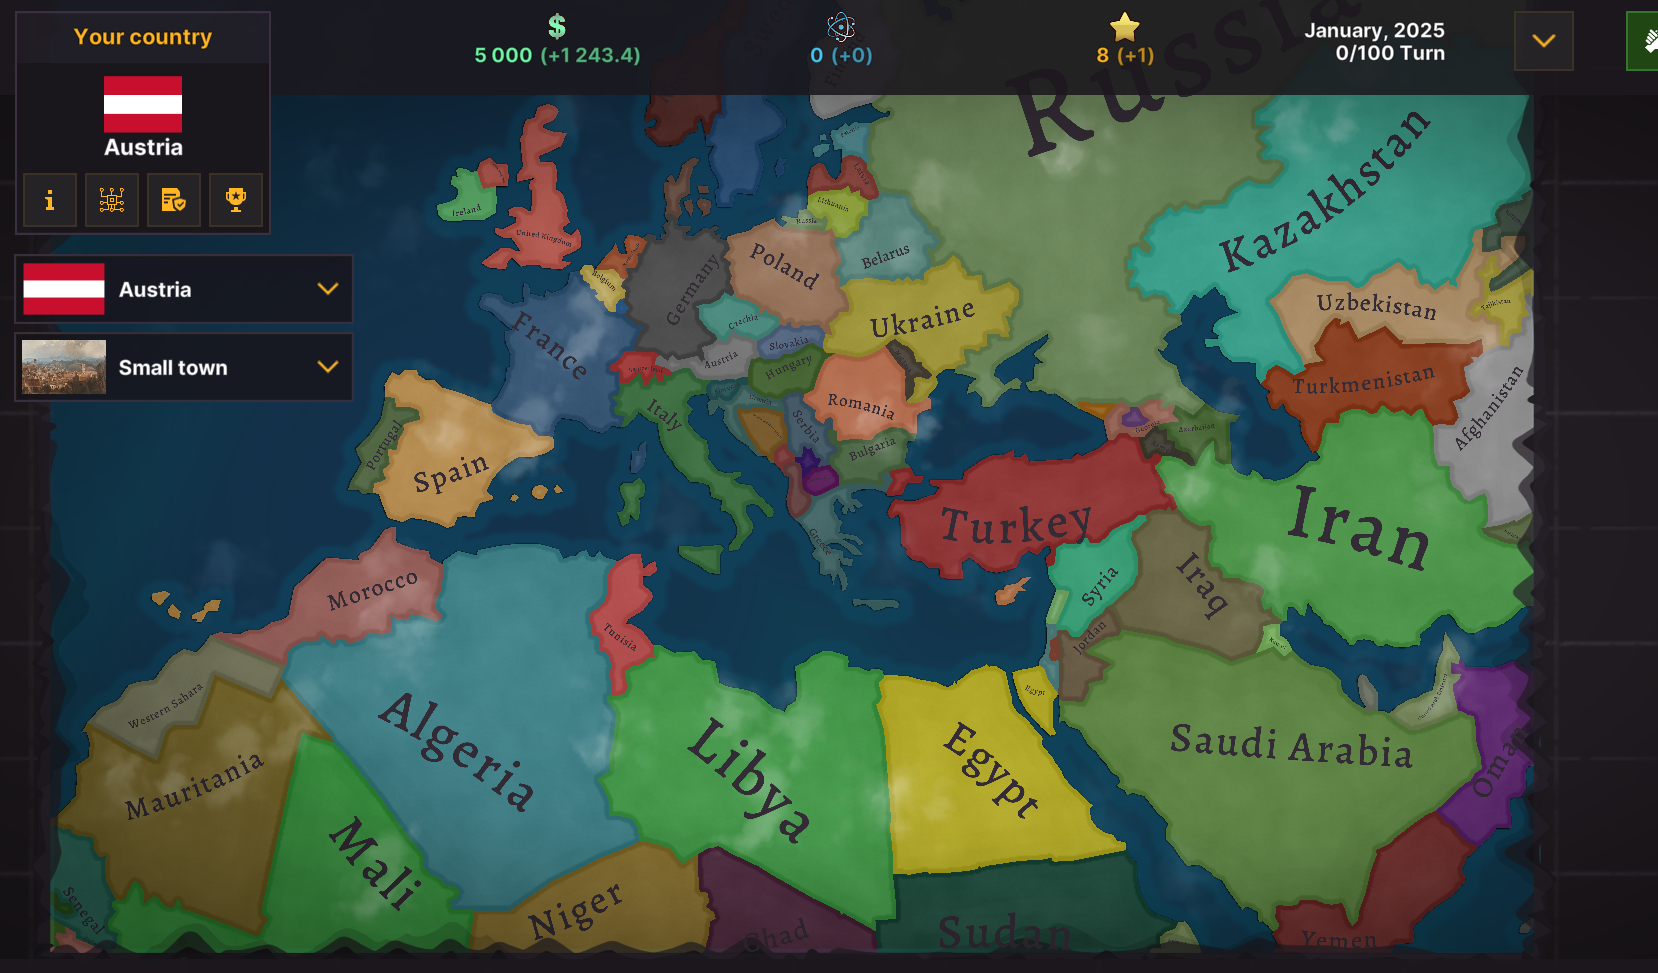 Your country
Austria
5 000 (+1 243.4)
0 (+0)
8 (+1)
January, 2025
0/100 Turn
Austria
Small town
Russia
Kazakhstan
Ireland
United Kingdom
Lithuania
Russia
Belarus
Poland
Germany
Belgium
Czechia
Ukraine
France
Slovakia
Austria
Hungary
Uzbekistan
Tajikistan
Turkmenistan
Afghanistan
Romania
Italy
Serbia
Bulgaria
Georgia
Azerbaijan
Portugal
Spain
Turkey
Iran
Greece
Syria
Iraq
Morocco
Tunisia
Jordan
Kuwait
Western Sahara
Algeria
Libya
Egypt
Egypt
Saudi Arabia
United Arab Emirates
Oman
Mauritania
Mali
Niger
Chad
Sudan
Senegal
Yemen